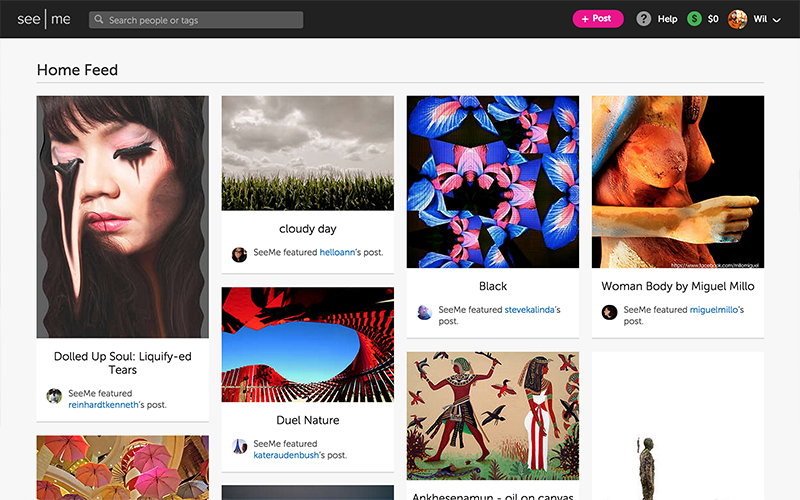 see | me
Search people or tags
+ Post
? Help
$ $0
Wil
Home Feed
Dolled Up Soul: Liquify-ed
Tears
SeeMe featured
reinhardtkenneth's post.
cloudy day
SeeMe featured helloann's post.
Duel Nature
SeeMe featured
kateraudenbush's post.
Black
SeeMe featured stevekalinda's
post.
Ankhesenamun - oil on canvas
https://www.facebook.com/milomiguel
Woman Body by Miguel Millo
SeeMe featured miguelmillo's
post.